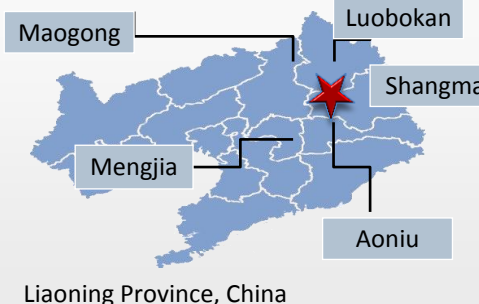 Luobokan
Maogong
Shangma
Mengjia
Aoniu
Liaoning Province, China